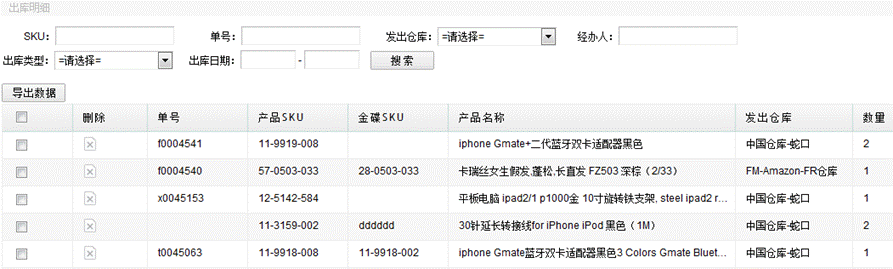 出库明细
SKU: 单号: 发出仓库: =请选择= 经办人:
出库类型: =请选择= 出库日期: - 搜索
导出数据
删除 单号 产品SKU 金碟SKU 产品名称 发出仓库 数量
f0004541 11-9919-008 iphone Gmate+二代蓝牙双卡适配器黑色 中国仓库-蛇口 2
f0004540 57-0503-033 28-0503-033 卡瑞丝女生假发,蓬松,长直发 FZ503 深棕（2/33） FM-Amazon-FR仓库 1
x0045153 12-5142-584 平板电脑 ipad2/1 p1000金 10寸旋转铁支架, steel ipad2 r... 中国仓库-蛇口 1
11-3159-002 dddddd 30针延长转接线for iPhone iPod 黑色（1M） 中国仓库-蛇口 2
t0045063 11-9918-008 11-9918-002 iphone Gmate蓝牙双卡适配器黑色3 Colors Gmate Bluet... 中国仓库-蛇口 1